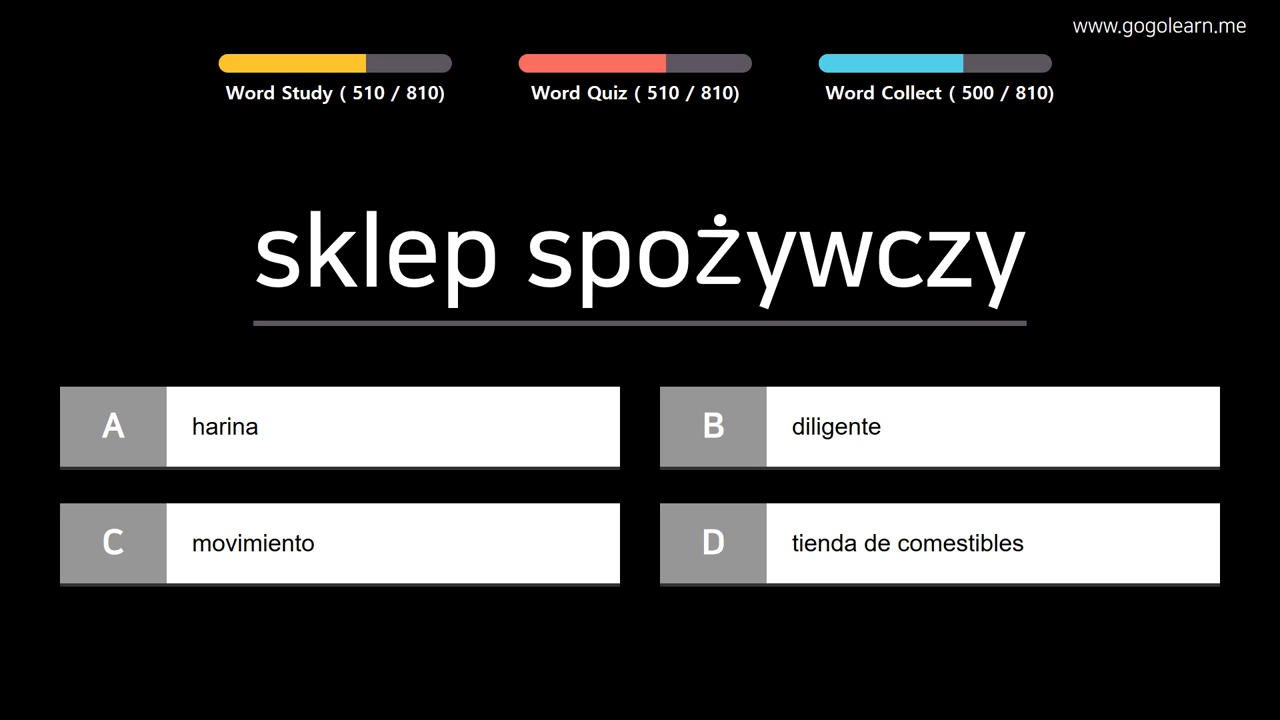 www.gogolearn.me
Word Study ( 510 / 810)
Word Quiz ( 510 / 810)
Word Collect ( 500 / 810)
sklep spożywczy
A harina
B diligente
C movimiento
D tienda de comestibles